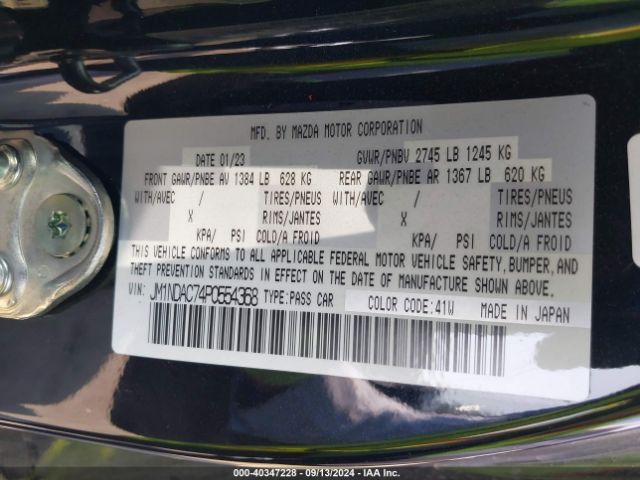 MFD. BY MAZDA MOTOR CORPORATION
DATE 01/23 GVWR/PNBV 2745 LB 1245 KG
FRONT GAWR/PNBE AV 1384 LB 628 KG REAR GAWR/PNBE AR 1367 LB 620 KG
WITH/AVEC / TIRES/PNEUS WITH/AVEC / TIRES/PNEUS
X RIMS/JANTES X RIMS/JANTES
KPA/ PSI COLD/A FROID KPA/ PSI COLD/A FROID
THIS VEHICLE CONFORMS TO ALL APPLICABLE FEDERAL MOTOR VEHICLE SAFETY, BUMPER, AND
THEFT PREVENTION STANDARDS IN EFFECT ON THE DATE OF MANUFACTURE SHOWN ABOVE.
VIN: JM1NDAC74P0554368 TYPE: PASS CAR COLOR CODE: 41W MADE IN JAPAN
000-40347228 - 09/13/2024 - IAA Inc.